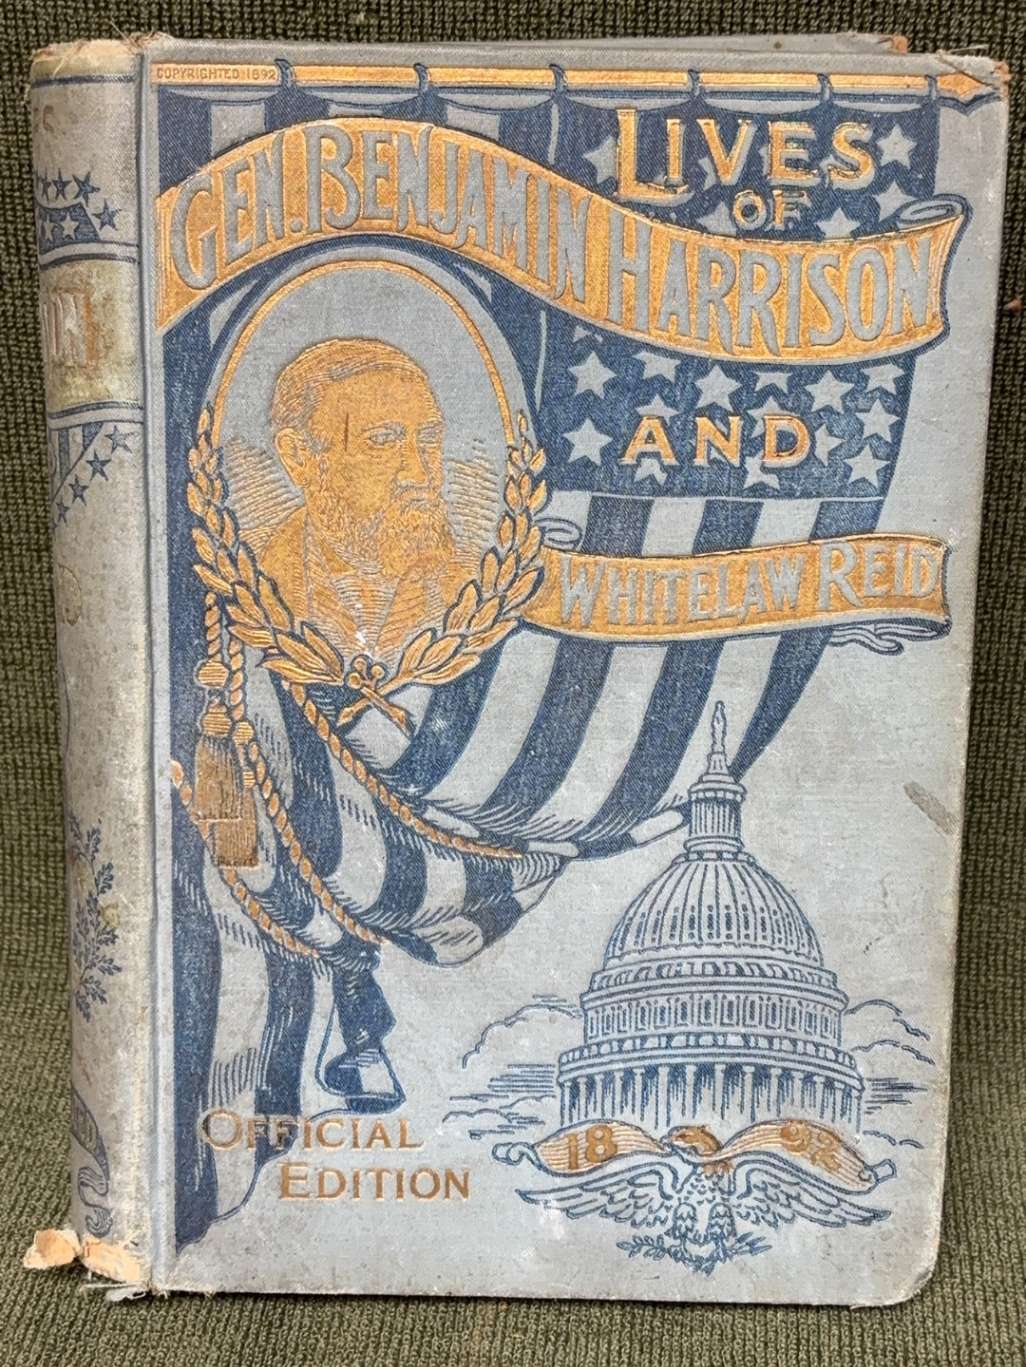 COPYRIGHTED 1892
LIVES
OF
GEN. BENJAMIN HARRISON
AND
WHITELAW REID
OFFICIAL
EDITION
18 92